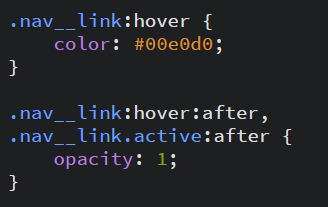 .nav__link:hover {
    color: #00e0d0;
}

.nav__link:hover:after,
.nav__link.active:after {
    opacity: 1;
}